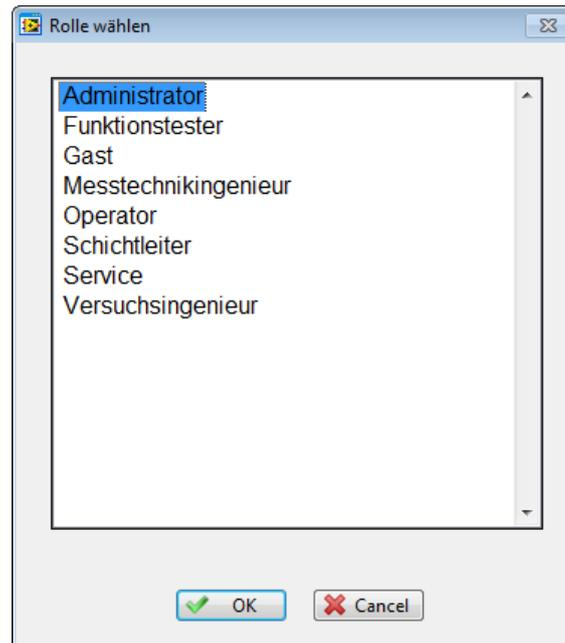 Rolle wählen
Administrator
Funktionstester
Gast
Messtechnikingenieur
Operator
Schichtleiter
Service
Versuchsingenieur
OK
Cancel